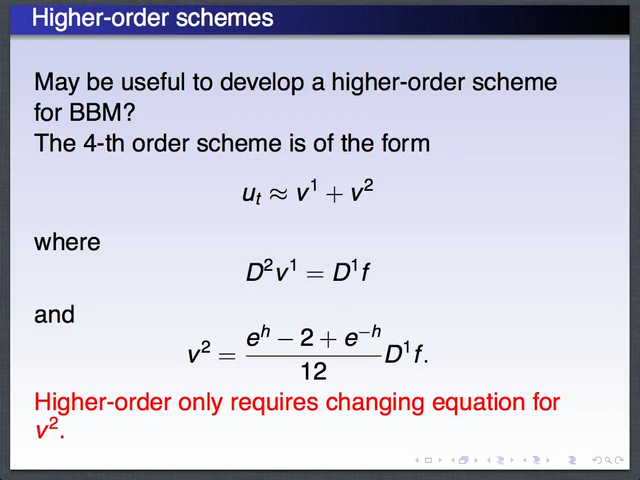 Higher-order schemes
May be useful to develop a higher-order scheme
for BBM?
The 4-th order scheme is of the form
u_t ≈ v^1 + v^2
where
D^2 v^1 = D^1 f
and
v^2 = \frac{e^h − 2 + e^{−h}}{12} D^1 f.
Higher-order only requires changing equation for
v^2.